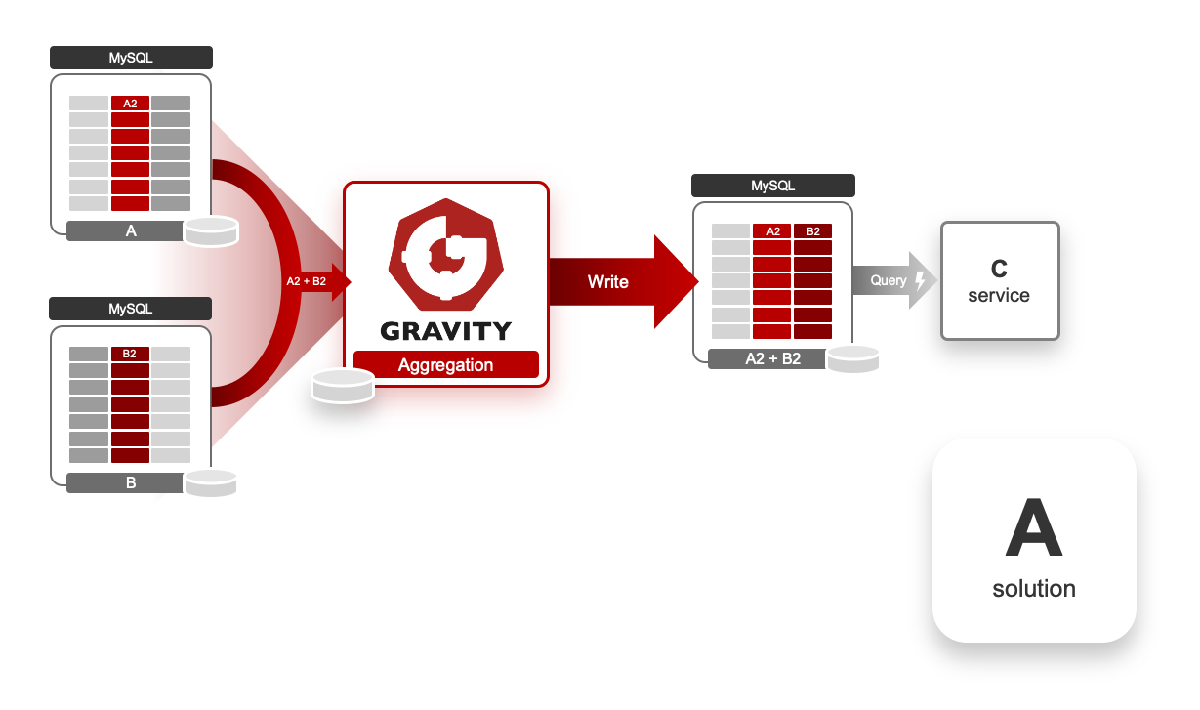 MySQL
A2
A
MySQL
B2
B
A2 + B2
GRAVITY
Aggregation
Write
MySQL
A2 B2
A2 + B2
Query
C
service
A
solution